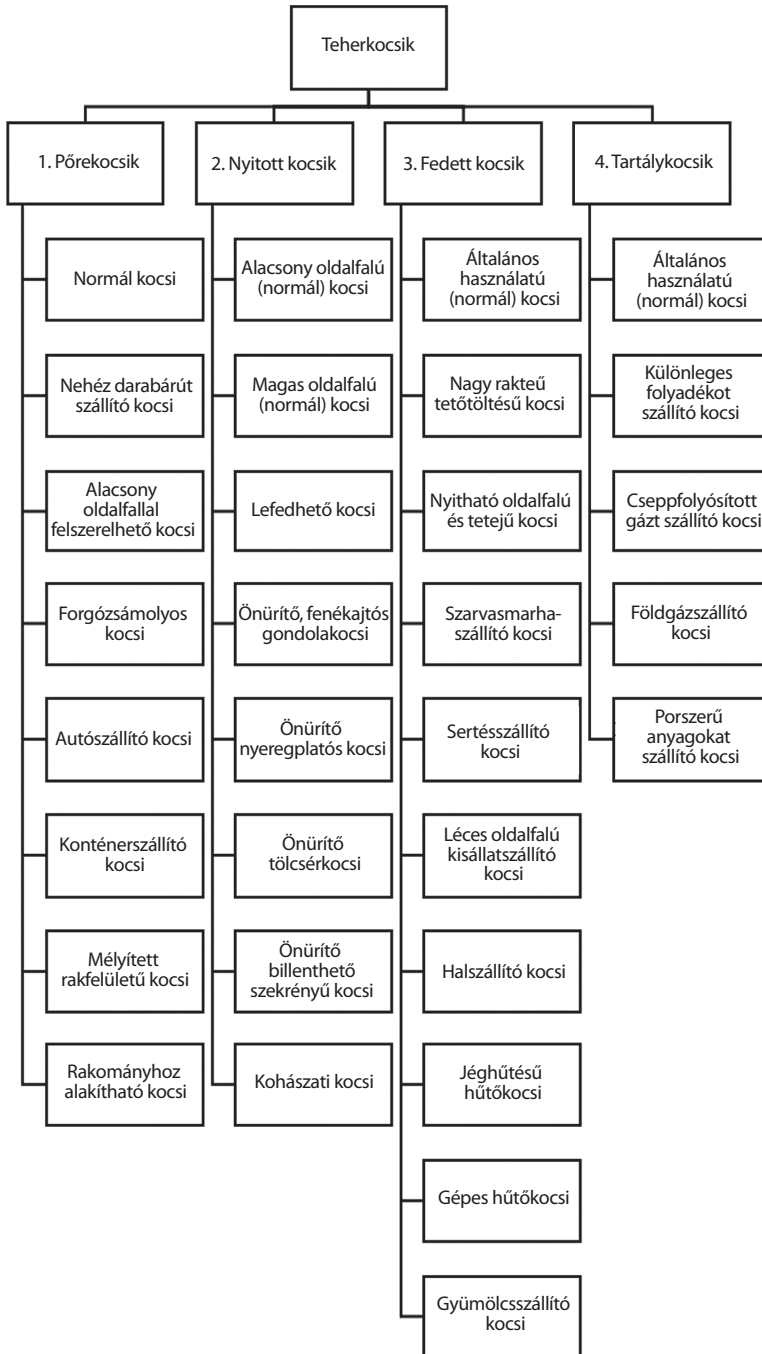 Teherkocsik
1. Pőrekocsik
2. Nyitott kocsik
3. Fedett kocsik
4. Tartálykocsik
Normál kocsi
Nehéz darabárút
szállító kocsi
Alacsony
oldalfallal
felszerelhető kocsi
Forgózsámolyos
kocsi
Autószállító kocsi
Konténerszállító
kocsi
Mélyített
rakfelületű kocsi
Rakományhoz
alakítható kocsi
Alacsony oldalfalú
(normál) kocsi
Magas oldalfalú
(normál) kocsi
Lefedhető kocsi
Önürítő, fenékajtós
gondolakocsi
Önürítő
nyeregplatós kocsi
Önürítő
tölcsérkocsi
Önürítő
billenthető
szekrényű kocsi
Kohászati kocsi
Általános
használatú
(normál) kocsi
Nagy rakteű
tetőtöltésű kocsi
Nyitható oldalfalú
és tetejű kocsi
Szarvasmarha-
szállító kocsi
Sertésszállító
kocsi
Léces oldalfalú
kisállatszállító
kocsi
Halszállító kocsi
Jéghűtésű
hűtőkocsi
Gépes hűtőkocsi
Gyümölcsszállító
kocsi
Általános
használatú
(normál) kocsi
Különleges
folyadékot
szállító kocsi
Cseppfolyósított
gázt szállító kocsi
Földgázszállító
kocsi
Porszerű
anyagokat
szállító kocsi